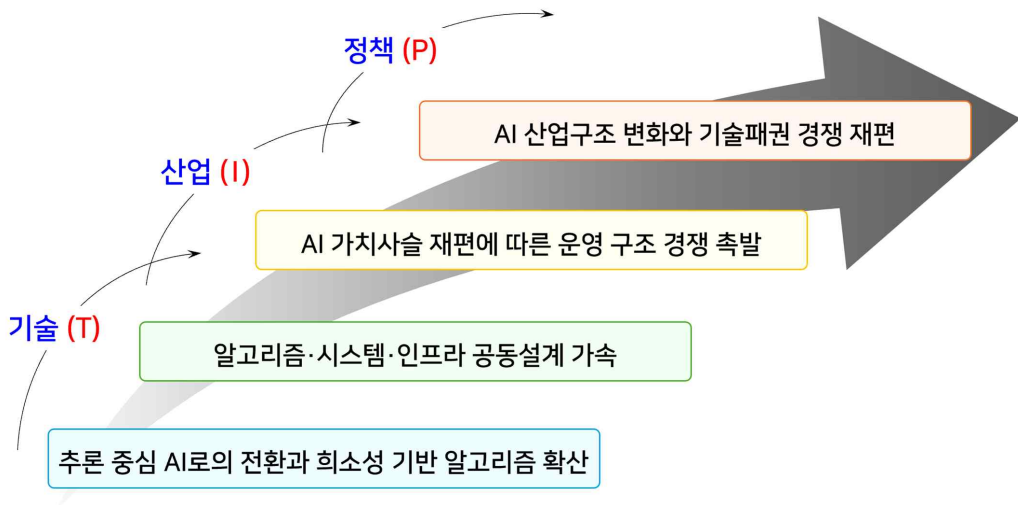 정책 (P)
AI 산업구조 변화와 기술패권 경쟁 재편
산업 (I)
AI 가치사슬 재편에 따른 운영 구조 경쟁 촉발
기술 (T)
알고리즘·시스템·인프라 공동설계 가속
추론 중심 AI로의 전환과 희소성 기반 알고리즘 확산